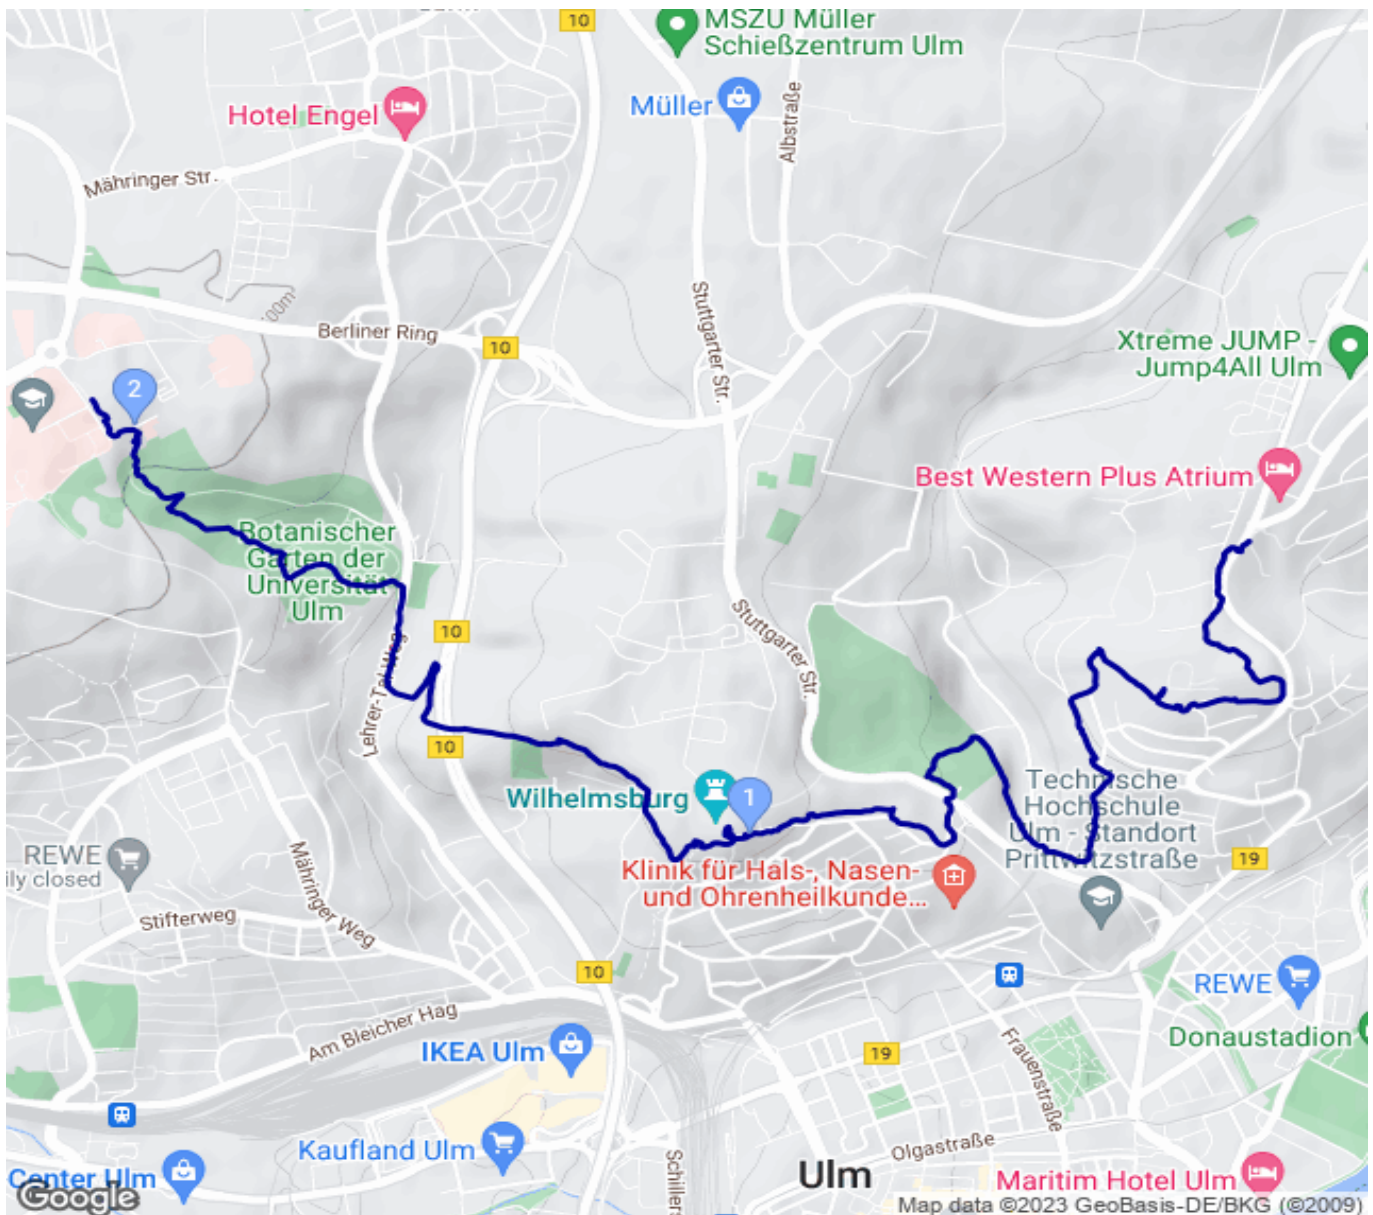 10
MSZU Müller
Schießzentrum Ulm
Hotel Engel
Müller
Albstraße
Mähringer Str.
Stuttgarter Str.
Berliner Ring
10
Xtreme JUMP -
Jump4All Ulm
2
Best Western Plus Atrium
Botanischer
Garten der
Universität
Ulm
10
Stuttgarter Str.
Lehrer-Tal-Weg
10
Wilhelmsburg
1
Technische
Hochschule
Ulm - Standort
Prittwitzstraße
Klinik für Hals-, Nasen-
und Ohrenheilkunde...
19
REWE
ily closed
Mähringer Weg
Stifterweg
10
REWE
Am Bleicher Hag
IKEA Ulm
19
Frauenstraße
Donaustadion
Kaufland Ulm
Olgastraße
Schillers
Center Ulm
Ulm
Maritim Hotel Ulm
Google
Map data ©2023 GeoBasis-DE/BKG (©2009)